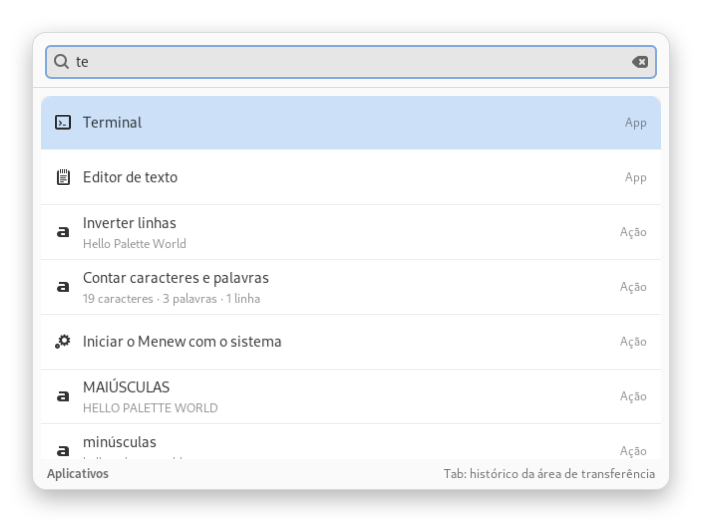 te
Terminal App
Editor de texto App
Inverter linhas
Hello Palette World
Ação
Contar caracteres e palavras
19 caracteres · 3 palavras · 1 linha
Ação
Iniciar o Menew com o sistema Ação
MAIÚSCULAS
HELLO PALETTE WORLD
Ação
minúsculas
Ação
Aplicativos Tab: histórico da área de transferência